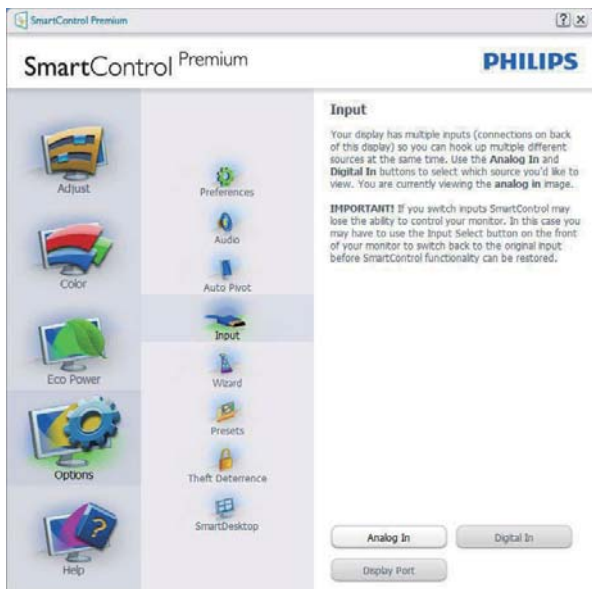 SmartControl Premium
? x
SmartControl Premium
PHILIPS
Adjust
Color
Eco Power
Options
Help
Preferences
Audio
Auto Pivot
Input
Wizard
Presets
Theft Deterrence
SmartDesktop
Input
Your display has multiple inputs (connections on back
of this display) so you can hook up multiple different
sources at the same time. Use the Analog In and
Digital In buttons to select which source you'd like to
view. You are currently viewing the analog in image.
IMPORTANT! If you switch inputs SmartControl may
lose the ability to control your monitor. In this case you
may have to use the Input Select button on the front
of your monitor to switch back to the original input
before SmartControl functionality can be restored.
Analog In
Digital In
Display Port